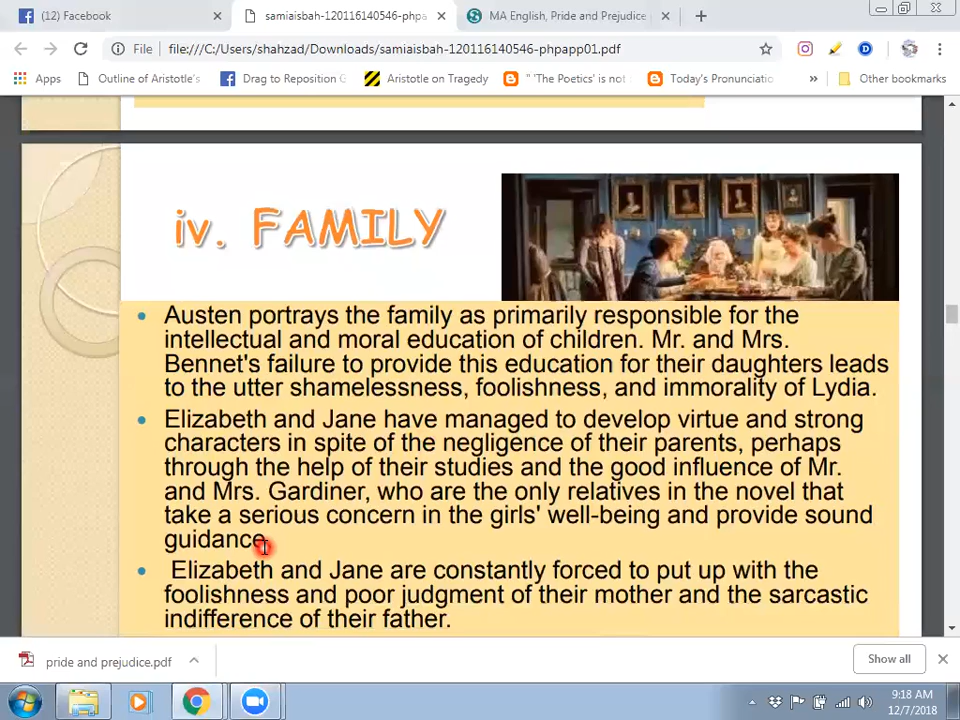 (12) Facebook
samiaisbah-120116140546-phpa
MA English, Pride and Prejudice
File
file:///C:/Users/shahzad/Downloads/samiaisbah-120116140546-phpapp01.pdf
Apps
Outline of Aristotle's
Drag to Reposition
Aristotle on Tragedy
" 'The Poetics' is not
Today's Pronunciatio
»
Other bookmarks
iv. FAMILY
Austen portrays the family as primarily responsible for the
intellectual and moral education of children. Mr. and Mrs.
Bennet's failure to provide this education for their daughters leads
to the utter shamelessness, foolishness, and immorality of Lydia.
Elizabeth and Jane have managed to develop virtue and strong
characters in spite of the negligence of their parents, perhaps
through the help of their studies and the good influence of Mr.
and Mrs. Gardiner, who are the only relatives in the novel that
take a serious concern in the girls' well-being and provide sound
guidance.
Elizabeth and Jane are constantly forced to put up with the
foolishness and poor judgment of their mother and the sarcastic
indifference of their father.
pride and prejudice.pdf
Show all
9:18 AM
12/7/2018